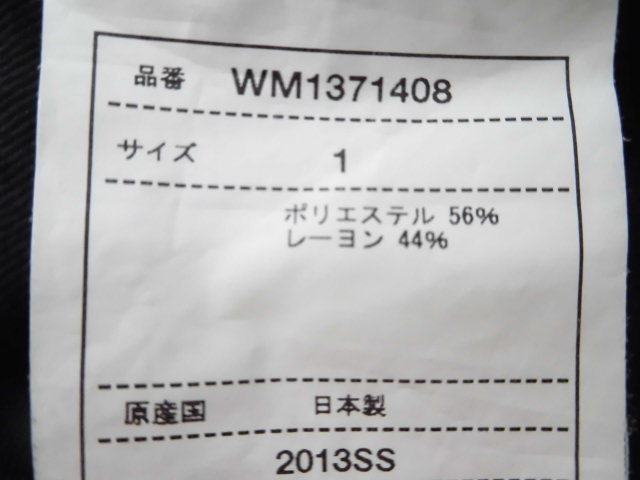 品番 WM1371408
サイズ 1
ポリエステル 56%
レーヨン 44%
原産国 日本製
2013SS